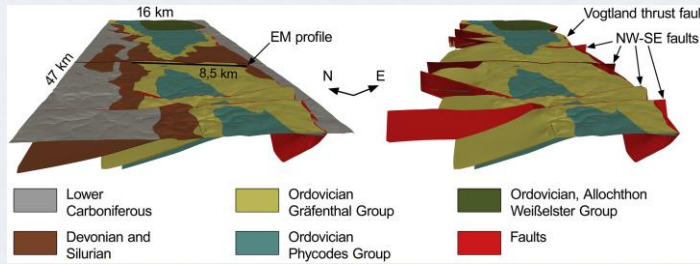 16 km
47 km
EM profile
8,5 km
N
E
Vogtland thrust faul
NW-SE faults
Lower
Carboniferous
Ordovician
Gräfenthal Group
Ordovician, Allochthon
Weißelster Group
Devonian and
Silurian
Ordovician
Phycodes Group
Faults